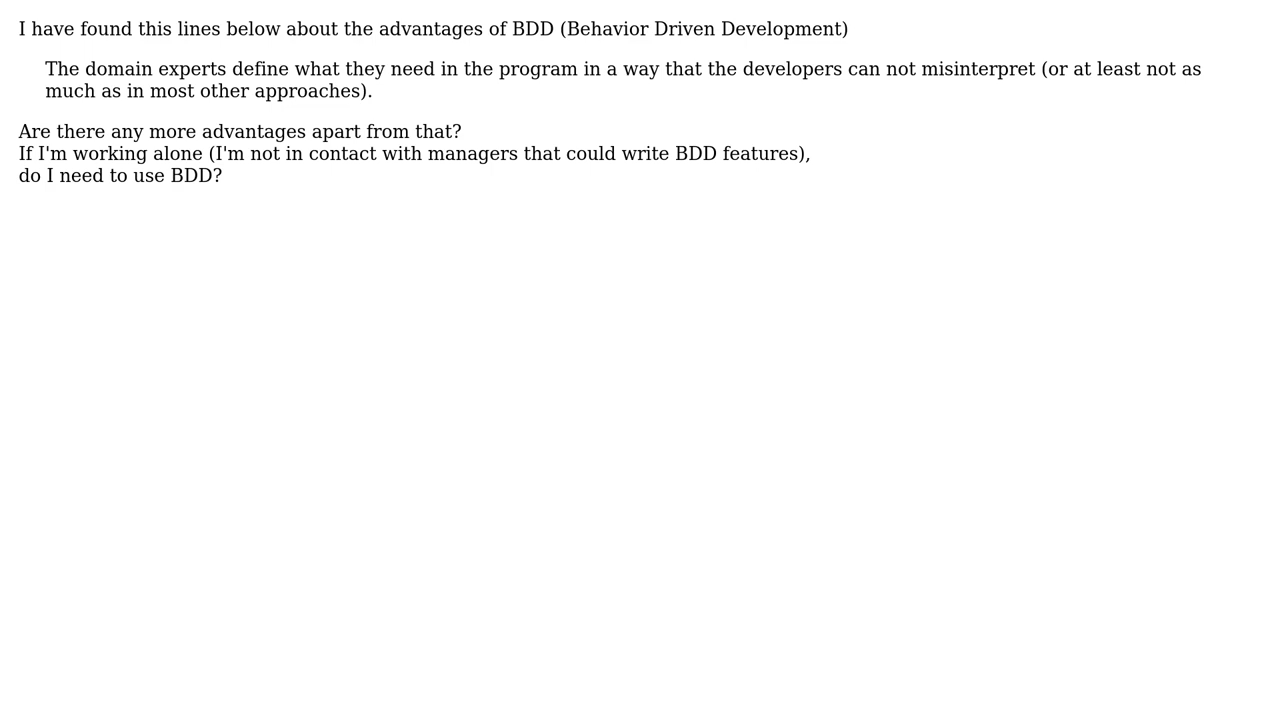 I have found this lines below about the advantages of BDD (Behavior Driven Development)
The domain experts define what they need in the program in a way that the developers can not misinterpret (or at least not as
much as in most other approaches).
Are there any more advantages apart from that?
If I'm working alone (I'm not in contact with managers that could write BDD features),
do I need to use BDD?